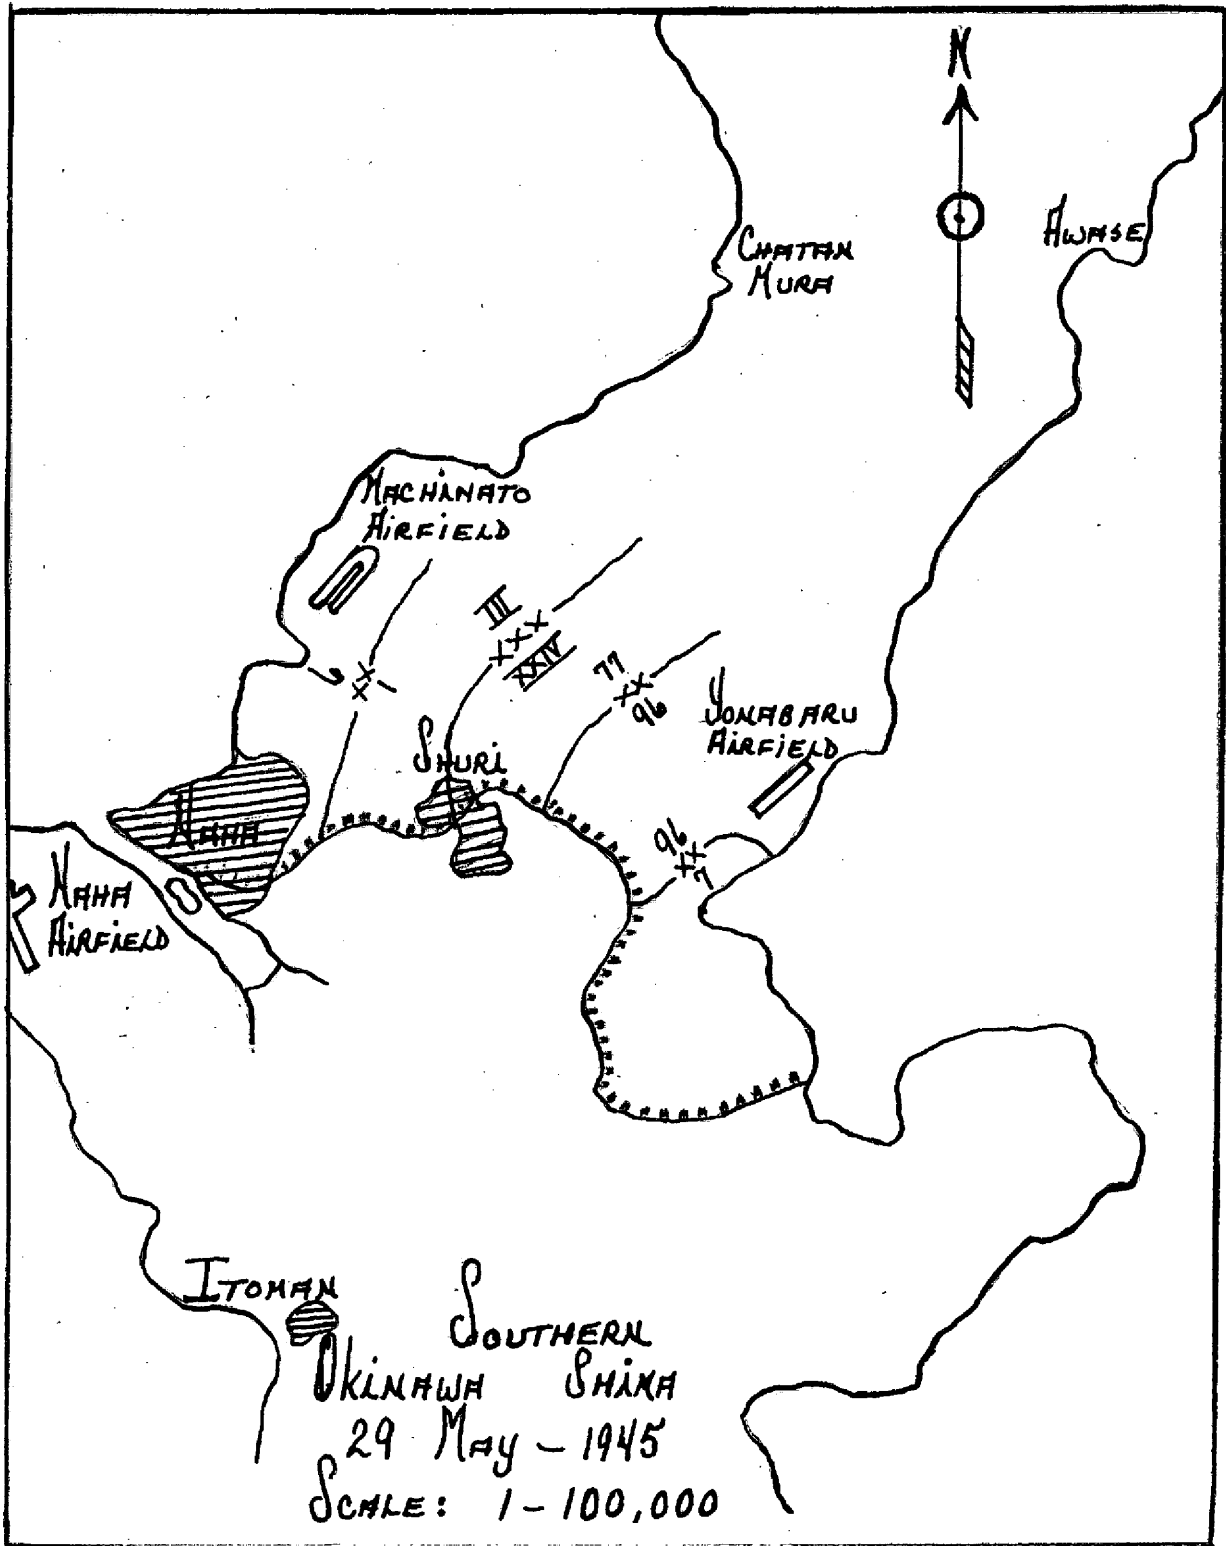 N
Awase
Chatan
Mura
Machinato
Airfield
III
XXX
XXIV
XX
77
XX
96
Yonabaru
Airfield
Shuri
Naha
96
XX
7
Naha
Airfield
Itoman
Southern
Okinawa Shima
29 May - 1945
Scale: 1 - 100,000